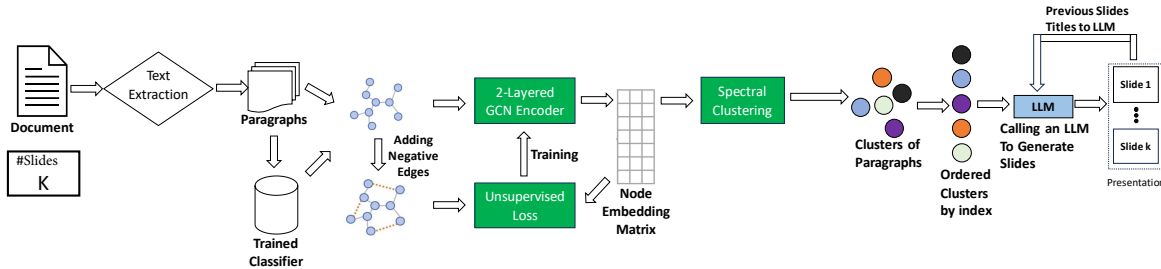 Previous Slides
Titles to LLM
Document
#Slides
K
Text
Extraction
Paragraphs
Trained
Classifier
Adding
Negative
Edges
2-Layered
GCN Encoder
Training
Unsupervised
Loss
Node
Embedding
Matrix
Spectral
Clustering
Clusters of
Paragraphs
Ordered
Clusters
by index
LLM
Calling an LLM
To Generate
Slides
Slide 1
Slide k
Presentation